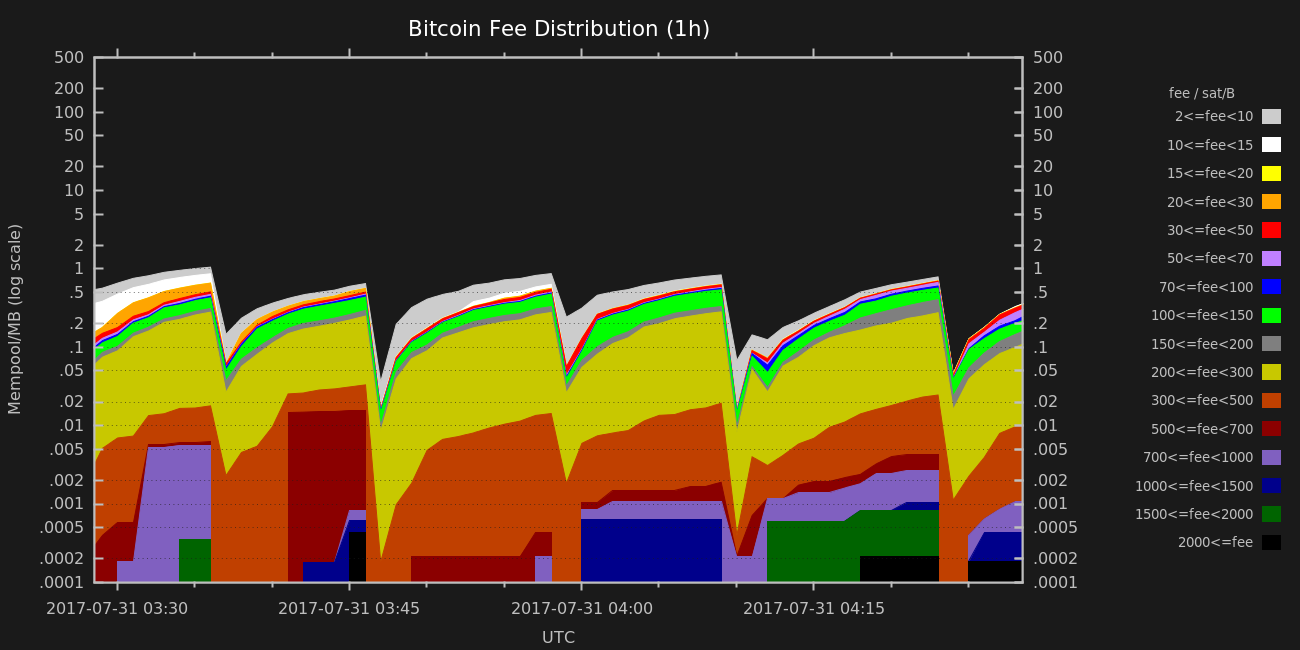 Bitcoin Fee Distribution (1h)
Mempool/MB (log scale)
500
200
100
50
20
10
5
2
1
.5
.2
.1
.05
.02
.01
.005
.002
.001
.0005
.0002
.0001
500
200
100
50
20
10
5
2
1
.5
.2
.1
.05
.02
.01
.005
.002
.001
.0005
.0002
.0001
fee / sat/B
2<=fee<10
10<=fee<15
15<=fee<20
20<=fee<30
30<=fee<50
50<=fee<70
70<=fee<100
100<=fee<150
150<=fee<200
200<=fee<300
300<=fee<500
500<=fee<700
700<=fee<1000
1000<=fee<1500
1500<=fee<2000
2000<=fee
2017-07-31 03:30 2017-07-31 03:45 2017-07-31 04:00 2017-07-31 04:15
UTC